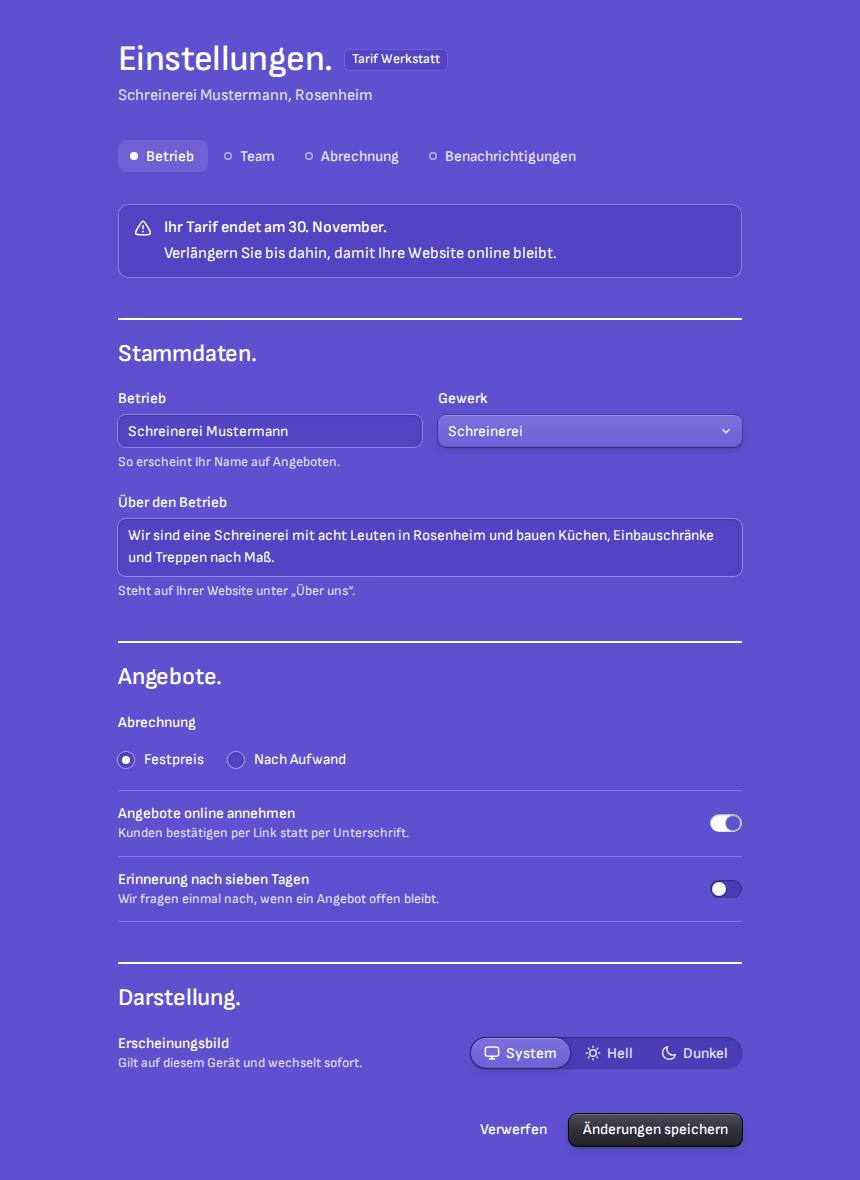 Einstellungen. Tarif Werkstatt
Schreinerei Mustermann, Rosenheim
Betrieb Team Abrechnung Benachrichtigungen
Ihr Tarif endet am 30. November.
Verlängern Sie bis dahin, damit Ihre Website online bleibt.
Stammdaten.
Betrieb Gewerk
Schreinerei Mustermann Schreinerei
So erscheint Ihr Name auf Angeboten.
Über den Betrieb
Wir sind eine Schreinerei mit acht Leuten in Rosenheim und bauen Küchen, Einbauschränke
und Treppen nach Maß.
Steht auf Ihrer Website unter „Über uns“.
Angebote.
Abrechnung
Festpreis Nach Aufwand
Angebote online annehmen
Kunden bestätigen per Link statt per Unterschrift.
Erinnerung nach sieben Tagen
Wir fragen einmal nach, wenn ein Angebot offen bleibt.
Darstellung.
Erscheinungsbild
Gilt auf diesem Gerät und wechselt sofort.
System Hell Dunkel
Verwerfen Änderungen speichern